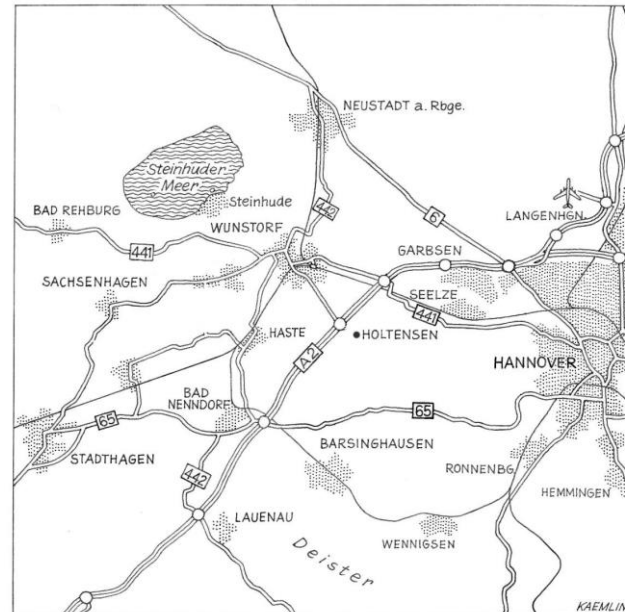 NEUSTADT a. Rbge.
Steinhuder
Meer
Steinhude
BAD REHBURG
WUNSTORF
442
6
LANGENHGN.
441
GARBSEN
SACHSENHAGEN
SEELZE
441
HASTE
HOLTENSEN
A2
HANNOVER
BAD
NENNDORF
65
65
STADTHAGEN
BARSINGHAUSEN
RONNENBG
442
HEMMINGEN
LAUENAU
WENNIGSEN
Deister
KAEMLIN